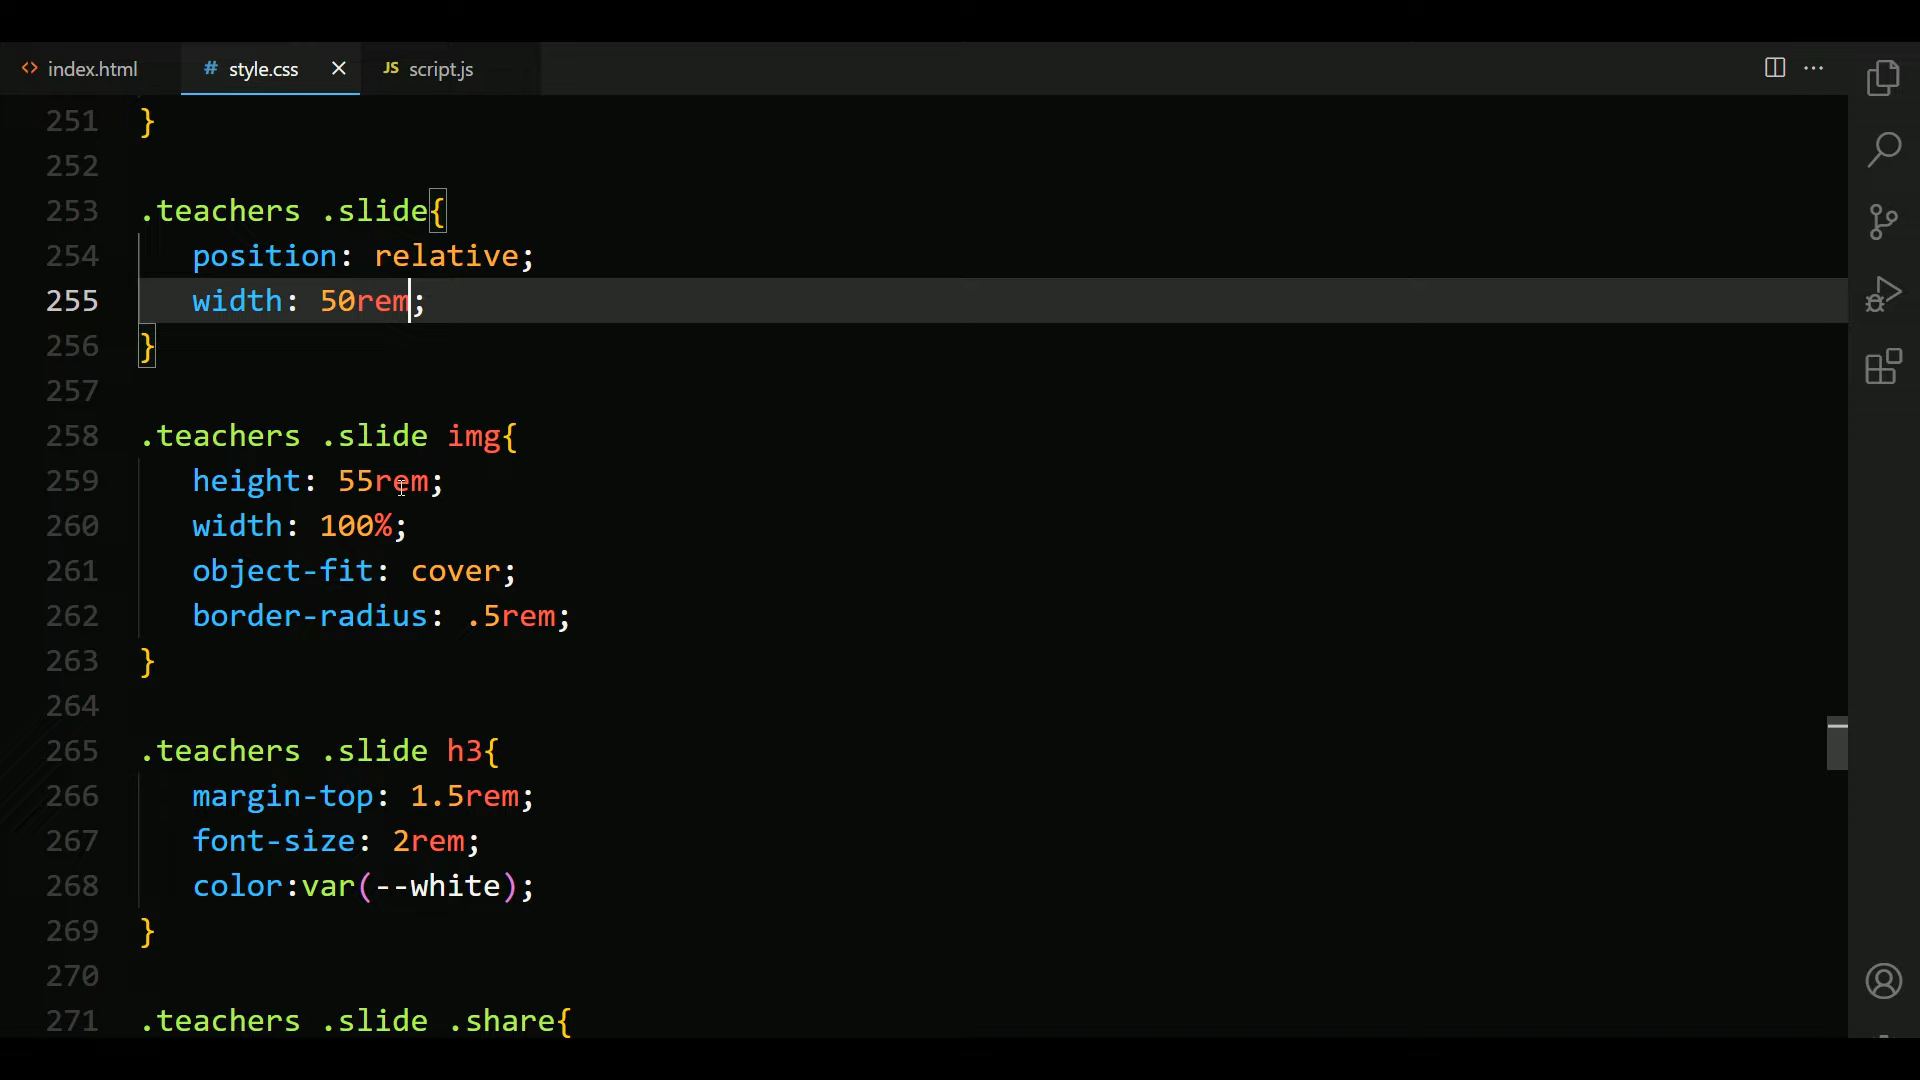 <> index.html # style.css × JS script.js ...
251 }
252
253 .teachers .slide{
254 position: relative;
255 width: 50rem;
256 }
257
258 .teachers .slide img{
259 height: 55rem;
260 width: 100%;
261 object-fit: cover;
262 border-radius: .5rem;
263 }
264
265 .teachers .slide h3{
266 margin-top: 1.5rem;
267 font-size: 2rem;
268 color:var(--white);
269 }
270
271 .teachers .slide .share{